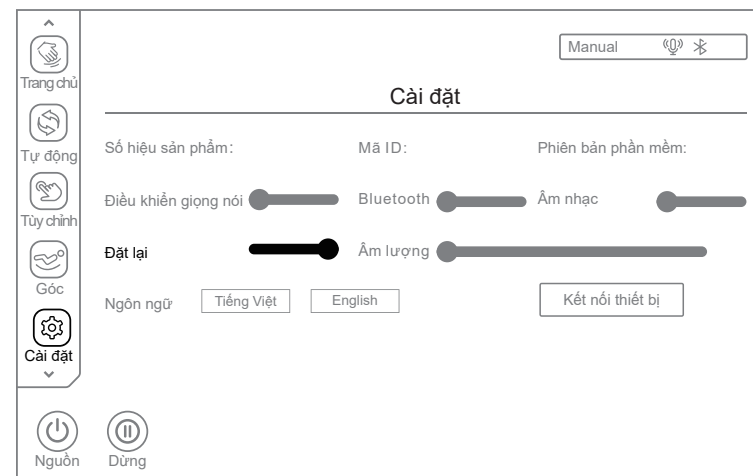 Manual
Cài đặt
Trang chủ
Tự động
Tùy chỉnh
Góc
Cài đặt
Số hiệu sản phẩm:
Mã ID:
Phiên bản phần mềm:
Điều khiển giọng nói
Bluetooth
Âm nhạc
Đặt lại
Âm lượng
Ngôn ngữ
Tiếng Việt
English
Kết nối thiết bị
Nguồn
Dừng